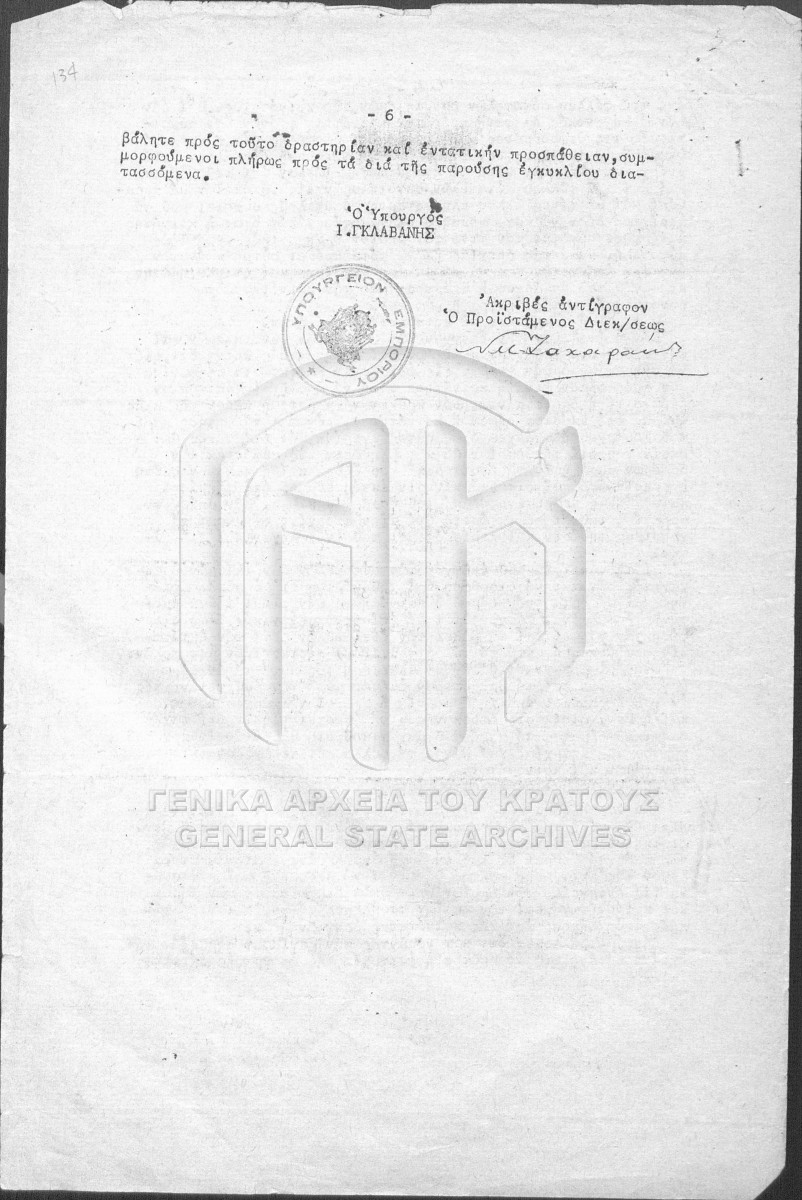 134
- 6 -
βάλητε πρός τοῦτο δραστηρίαν καί ἐντατικήν προσπάθειαν,συμ-
μορφούμενοι πλήρως πρός τά διά τῆς παρούσης ἐγκυκλίου δια-
τασσόμενα.
Ὁ Ὑπουργός
Ι.ΓΚΛΑΒΑΝΗΣ
ΥΠΟΥΡΓΕΙΟΝ ΕΜΠΟΡΙΟΥ
Ἀκριβές ἀντίγραφον
Ὁ Προϊστάμενος Διεκ/σεώς
ΓΕΝΙΚΑ ΑΡΧΕΙΑ ΤΟΥ ΚΡΑΤΟΥΣ
GENERAL STATE ARCHIVES